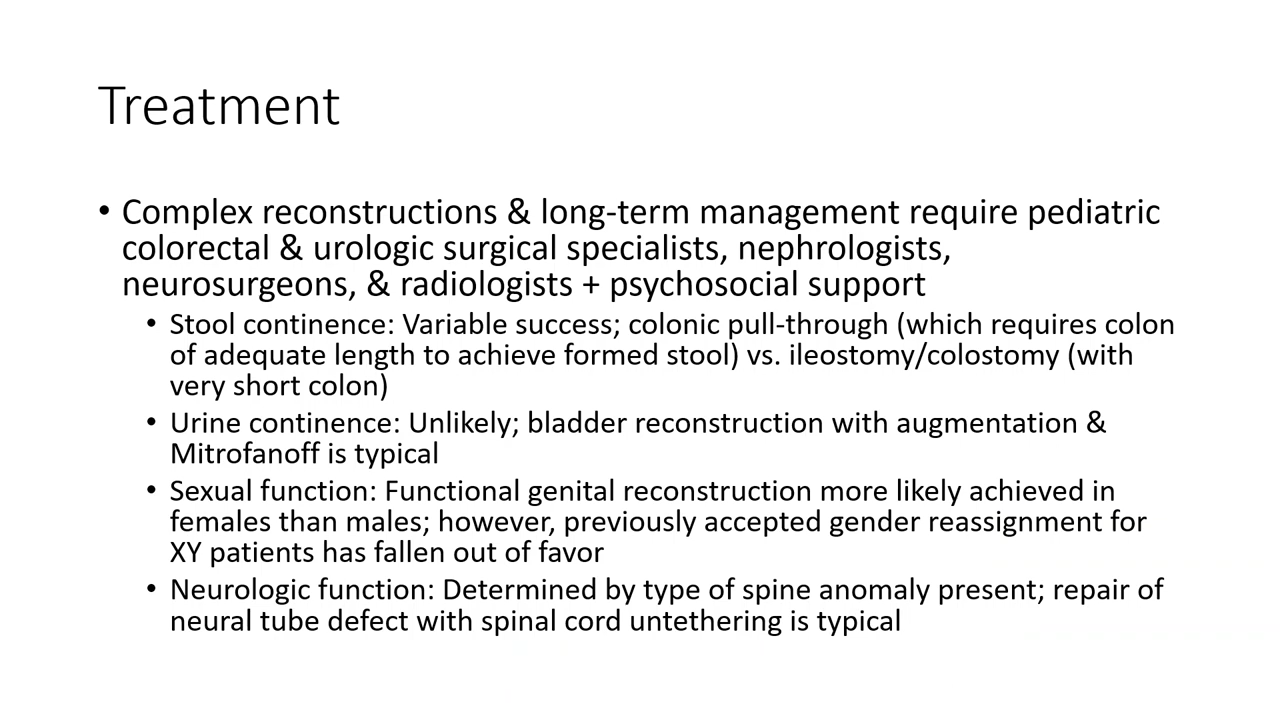 Treatment
• Complex reconstructions & long-term management require pediatric
colorectal & urologic surgical specialists, nephrologists,
neurosurgeons, & radiologists + psychosocial support
• Stool continence: Variable success; colonic pull-through (which requires colon
of adequate length to achieve formed stool) vs. ileostomy/colostomy (with
very short colon)
• Urine continence: Unlikely; bladder reconstruction with augmentation &
Mitrofanoff is typical
• Sexual function: Functional genital reconstruction more likely achieved in
females than males; however, previously accepted gender reassignment for
XY patients has fallen out of favor
• Neurologic function: Determined by type of spine anomaly present; repair of
neural tube defect with spinal cord untethering is typical